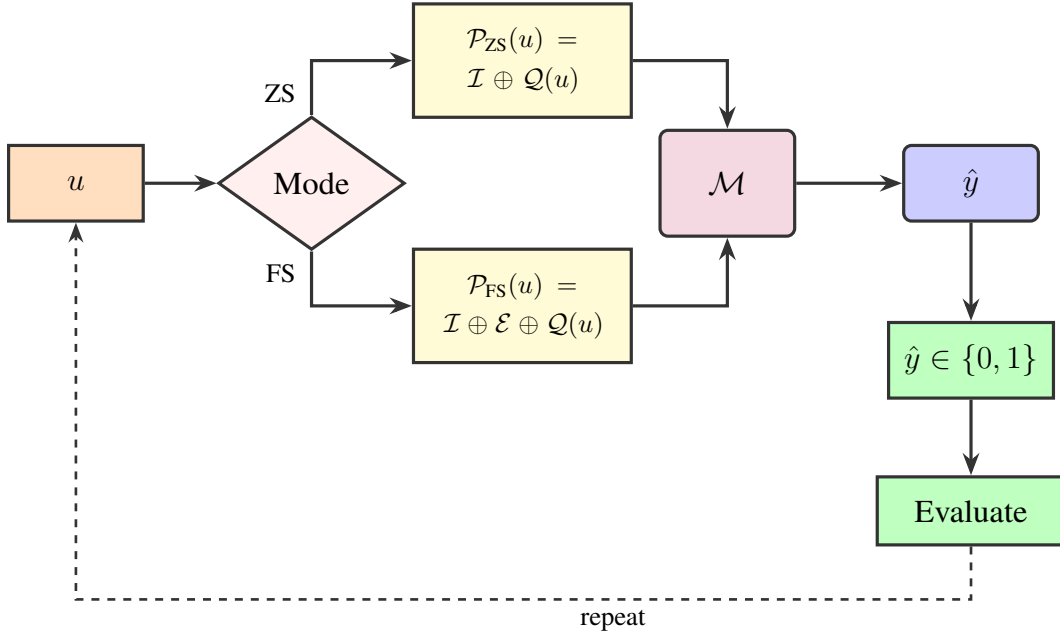 𝒫_ZS(u) =
ℐ ⊕ 𝒬(u)
ZS
u
Mode
ℳ
ŷ
FS
𝒫_FS(u) =
ℐ ⊕ ℰ ⊕ 𝒬(u)
ŷ ∈ {0, 1}
Evaluate
repeat